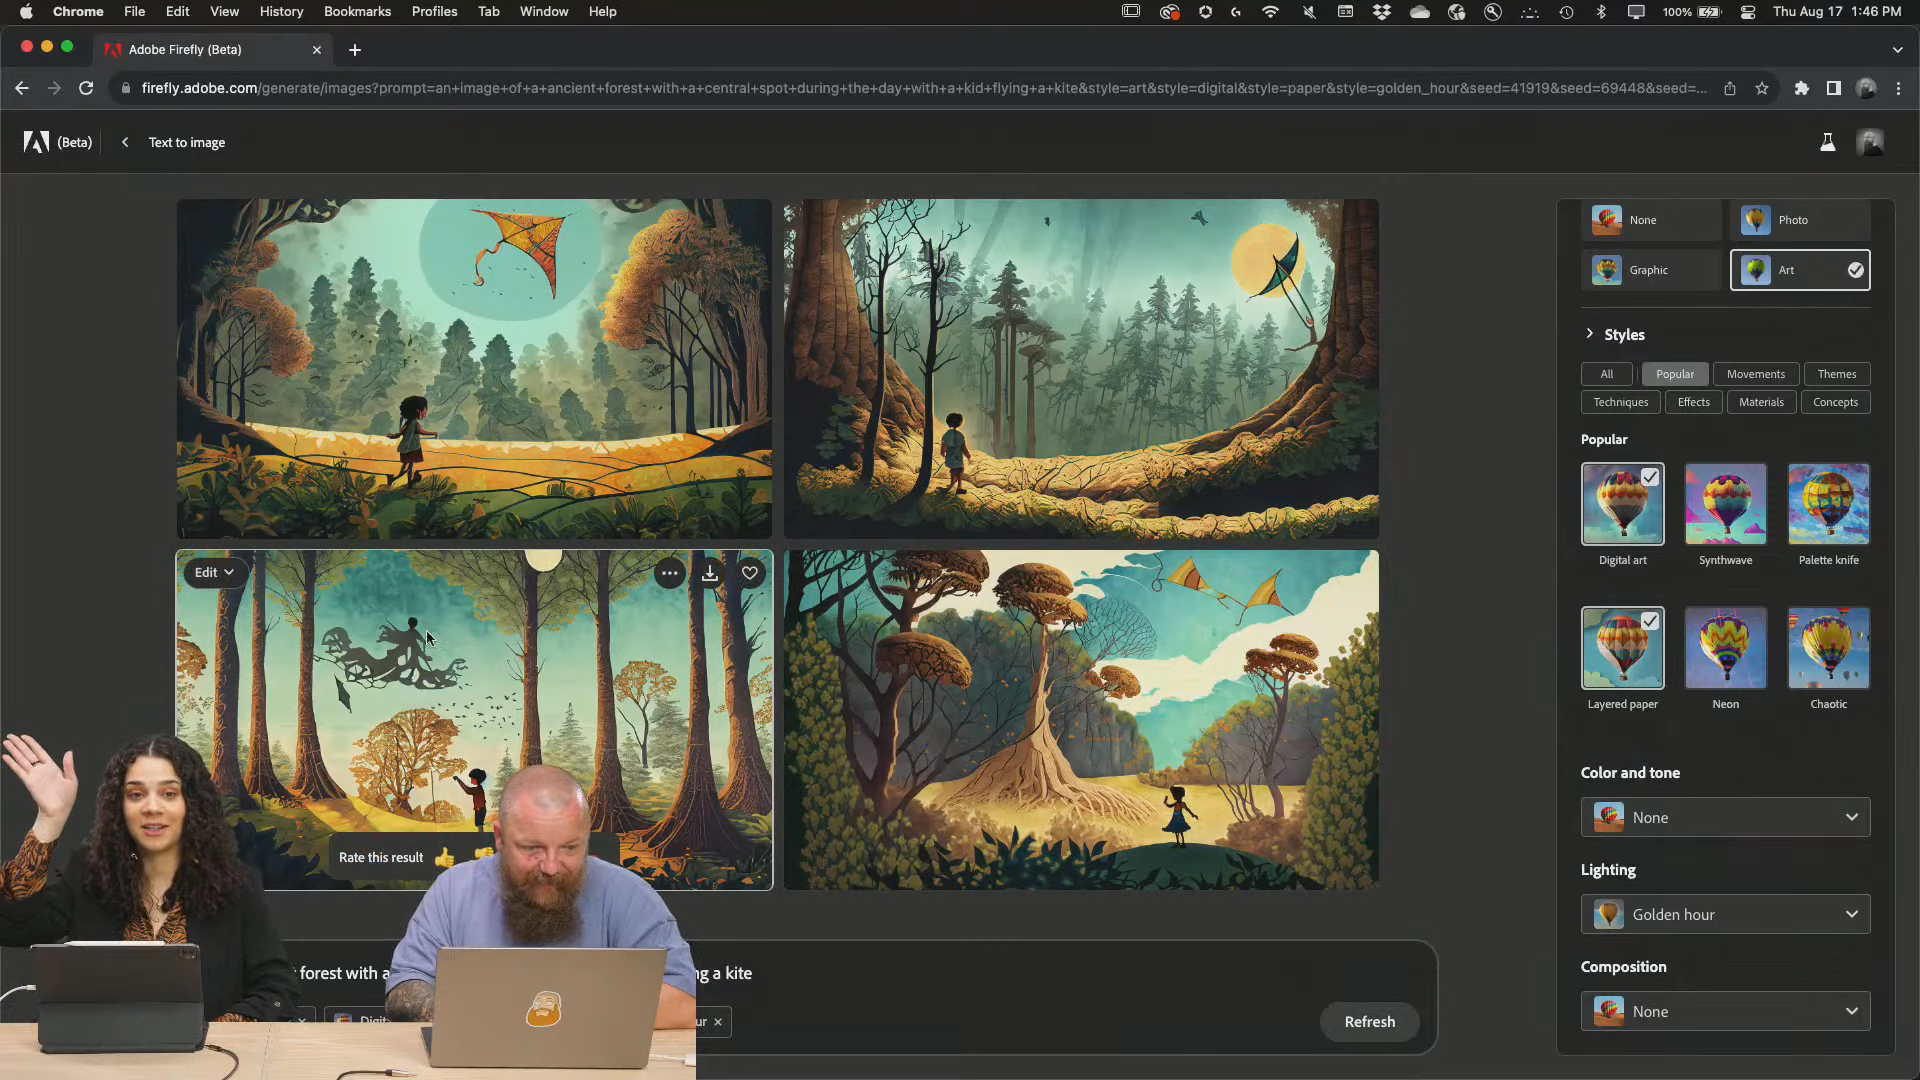 Chrome File Edit View History Bookmarks Profiles Tab Window Help 100% Thu Aug 17 1:46 PM
Adobe Firefly (Beta)
firefly.adobe.com/generate/images?prompt=an+image+of+a+ancient+forest+with+a+central+spot+during+the+day+with+a+kid+flying+a+kite&style=art&style=digital&style=paper&style=golden_hour&seed=41919&seed=69448&seed=...
(Beta) Text to image
None Photo
Graphic Art
Styles
All Popular Movements Themes
Techniques Effects Materials Concepts
Popular
Digital art Synthwave Palette knife
Edit
Layered paper Neon Chaotic
Color and tone
None
Rate this result
Lighting
Golden hour
Composition
forest with a g a kite
None
Digi ur
Refresh